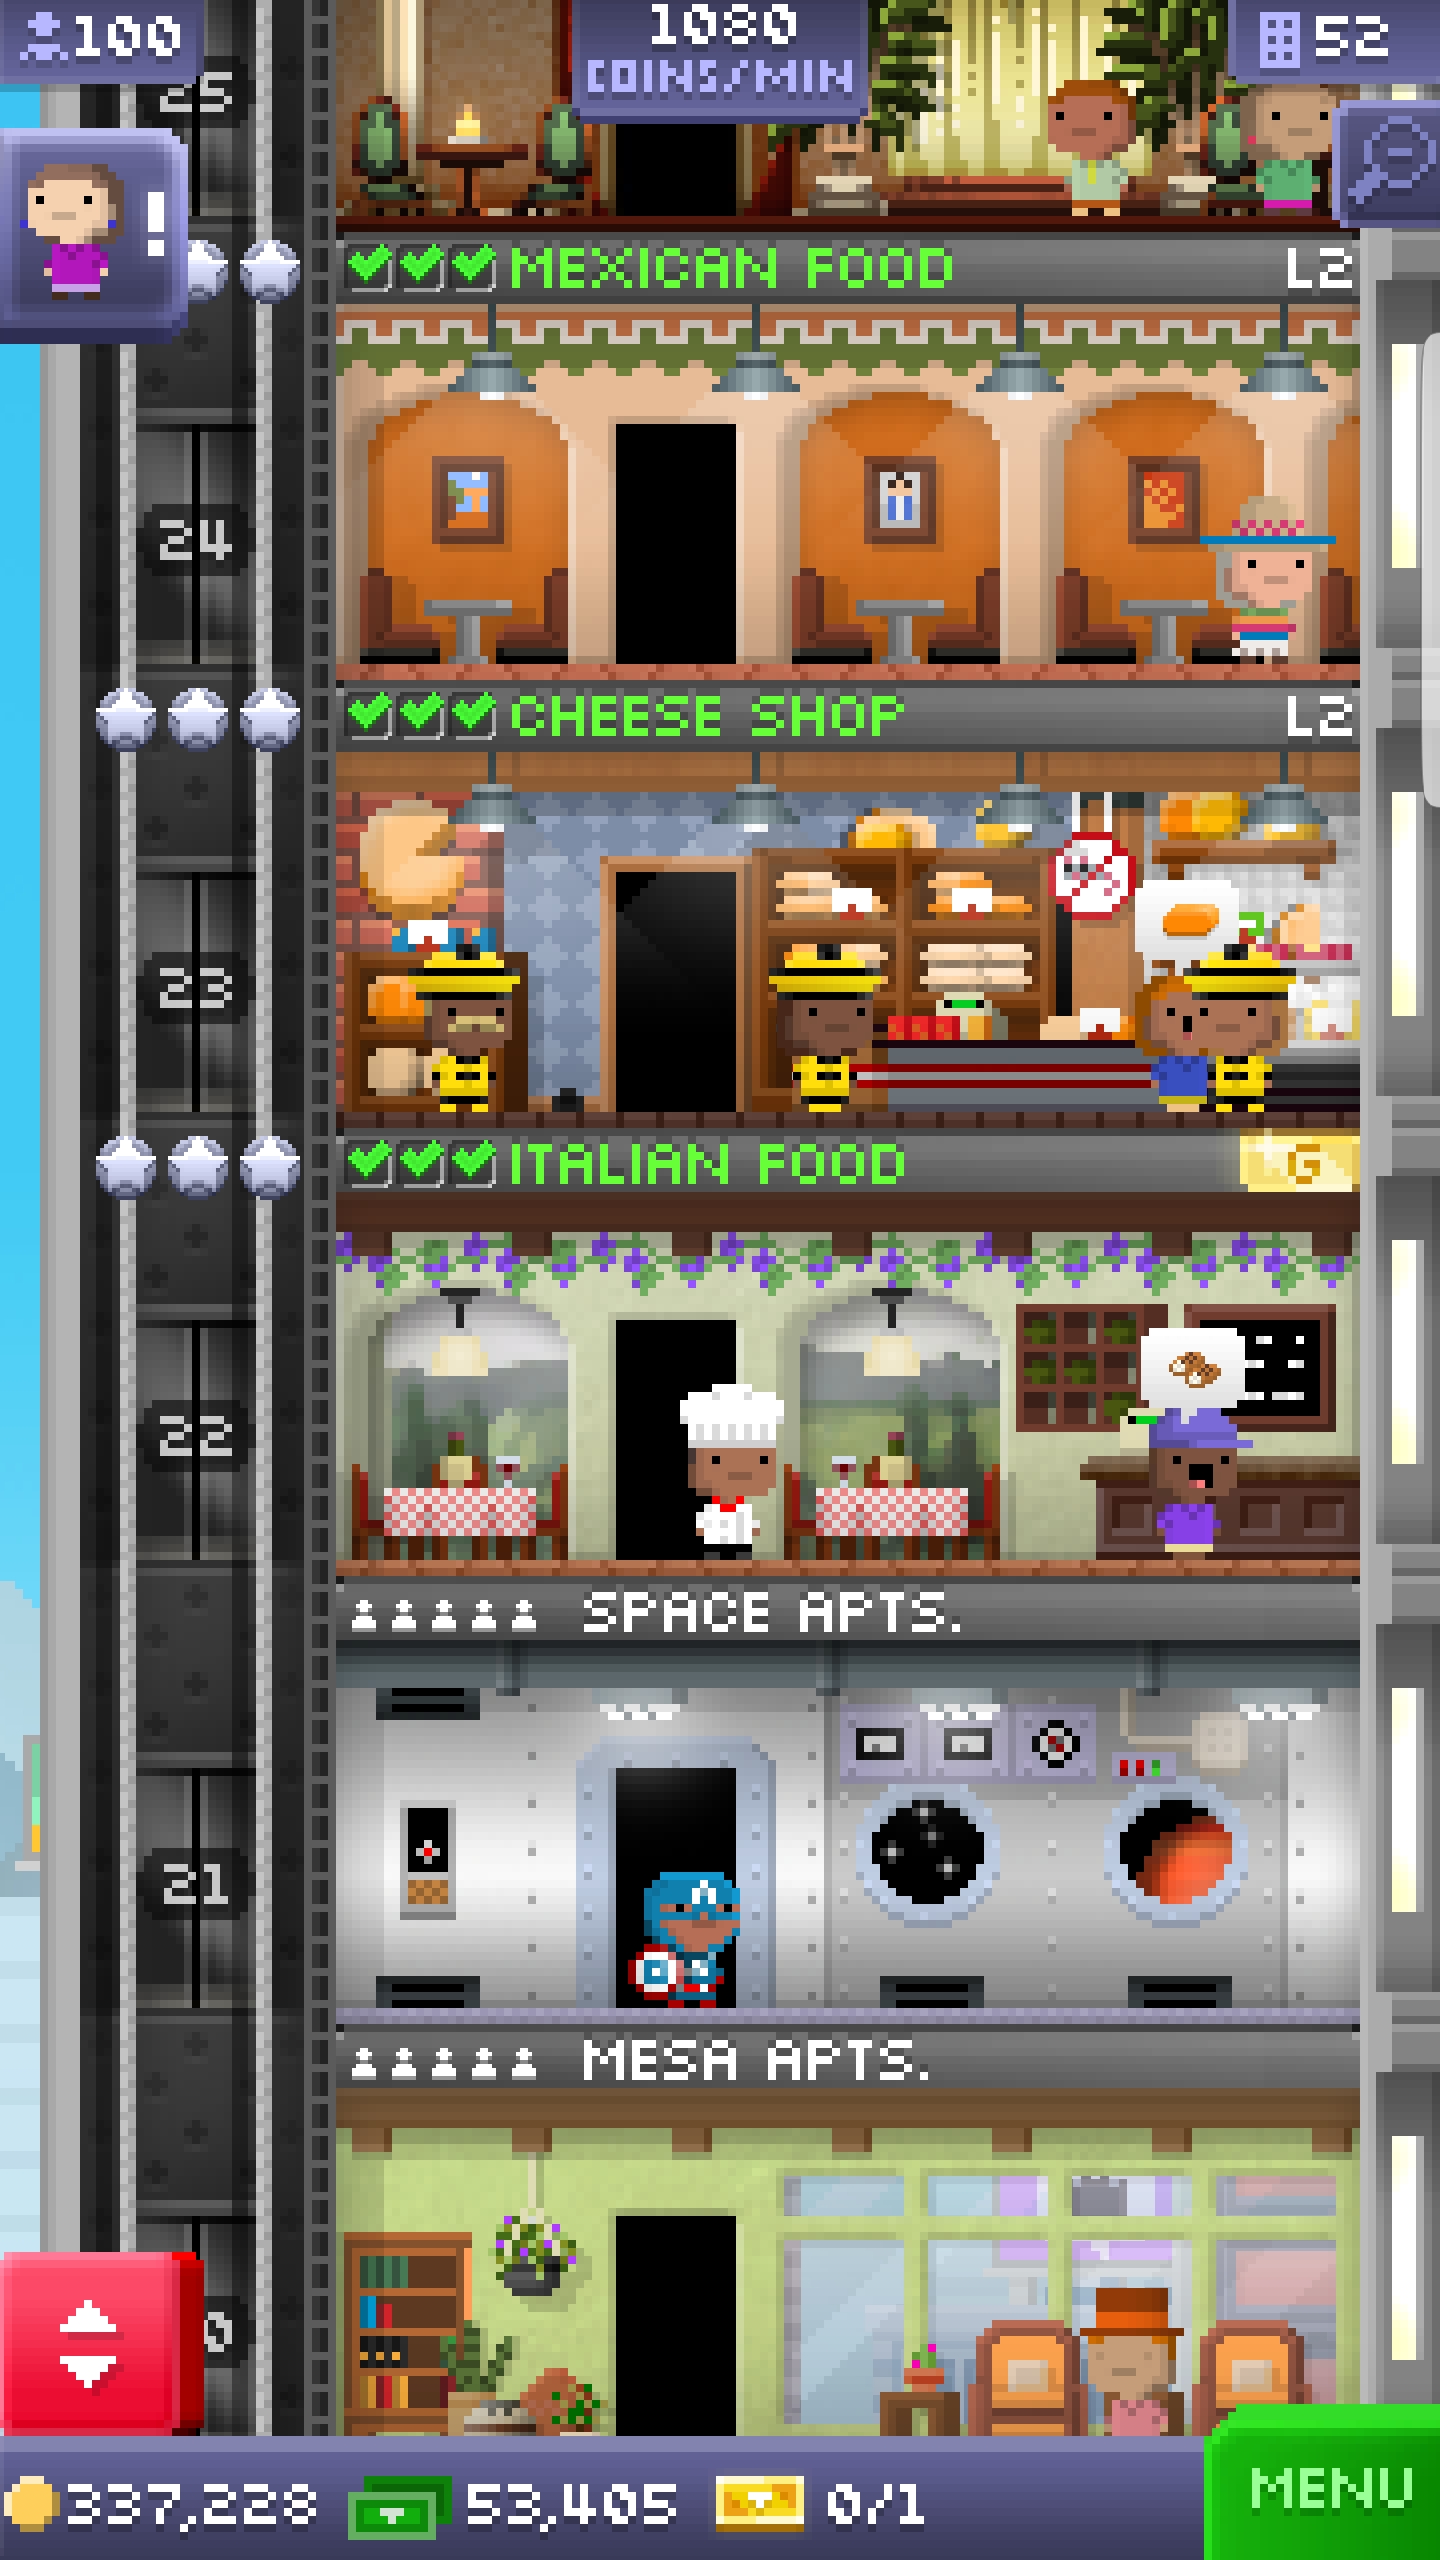 100
1080
COINS/MIN
52
25
!
MEXICAN FOOD L2
24
CHEESE SHOP L2
23
ITALIAN FOOD G
22
SPACE APTS.
21
MESA APTS.
0
337,228 53,405 0/1
MENU